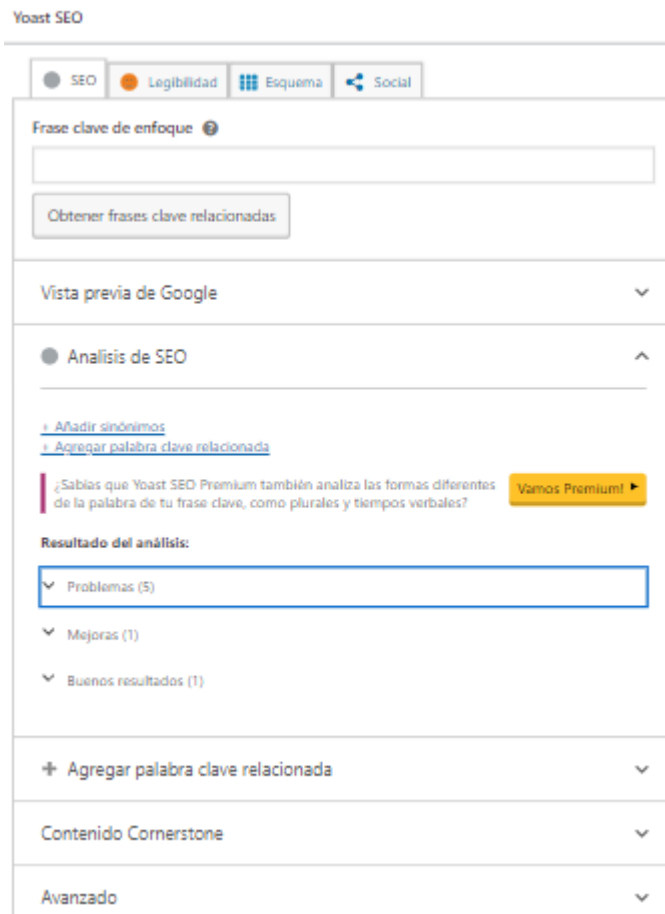 Yoast SEO
SEO
Legibilidad
Esquema
Social
Frase clave de enfoque ?
Obtener frases clave relacionadas
Vista previa de Google
Analisis de SEO
+ Añadir sinónimos
+ Agregar palabra clave relacionada
¿Sabías que Yoast SEO Premium también analiza las formas diferentes
de la palabra de tu frase clave, como plurales y tiempos verbales?
Vamos Premium!
Resultado del análisis:
Problemas (5)
Mejoras (1)
Buenos resultados (1)
+ Agregar palabra clave relacionada
Contenido Cornerstone
Avanzado